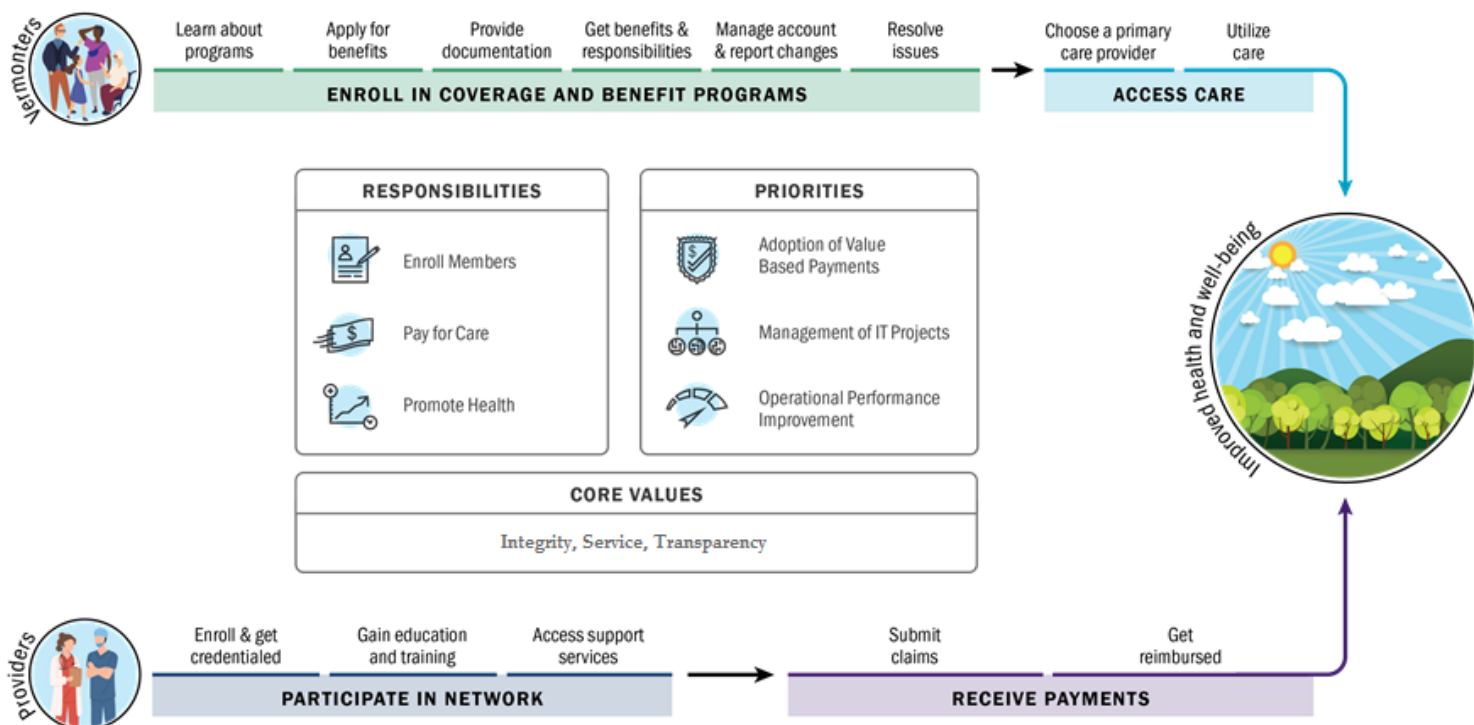 Vermonters
Learn about
programs
Apply for
benefits
Provide
documentation
Get benefits &
responsibilities
Manage account
& report changes
Resolve
issues
Choose a primary
care provider
Utilize
care
ENROLL IN COVERAGE AND BENEFIT PROGRAMS
ACCESS CARE
RESPONSIBILITIES
Enroll Members
$
Pay for Care
Promote Health
PRIORITIES
$
Adoption of Value
Based Payments
Management of IT Projects
Operational Performance
Improvement
Improved health and well-being
CORE VALUES
Integrity, Service, Transparency
Providers
Enroll & get
credentialed
Gain education
and training
Access support
services
Submit
claims
Get
reimbursed
PARTICIPATE IN NETWORK
RECEIVE PAYMENTS